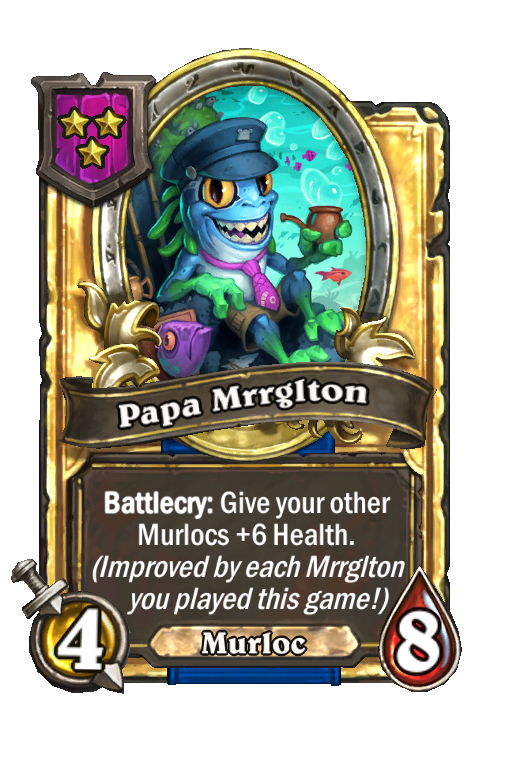 Papa Mrrglton
Battlecry: Give your other
Murlocs +6 Health.
(Improved by each Mrrglton
you played this game!)
4
Murloc
8